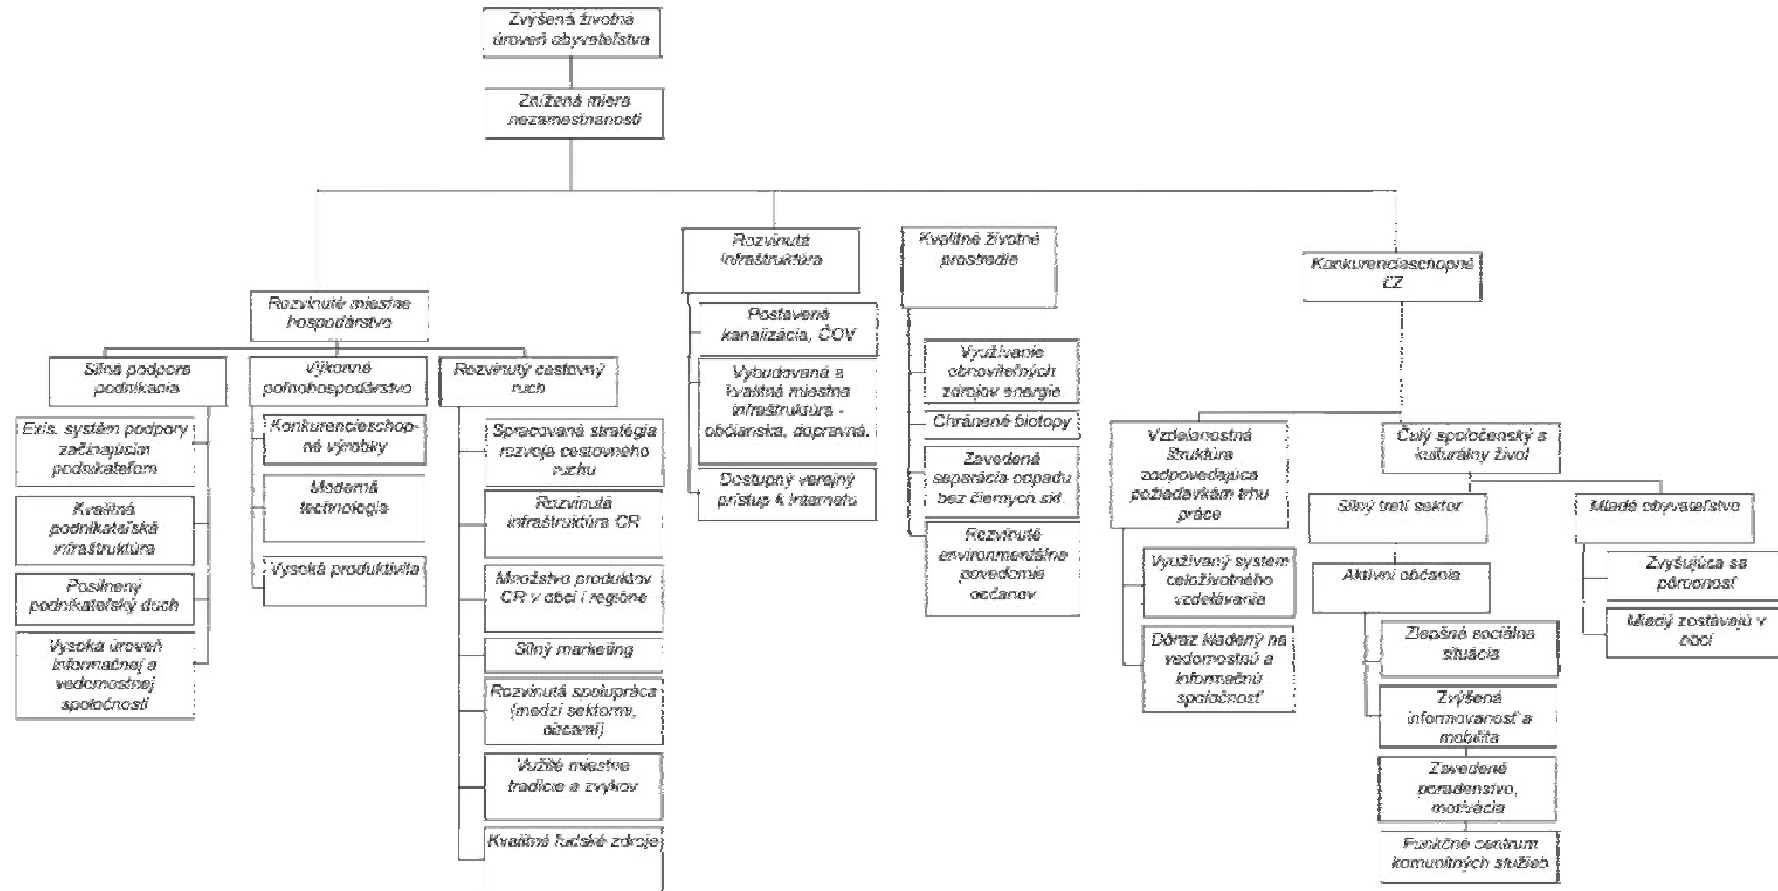 Zvýšená životná
úroveň obyvateľstva
Znížená miera
nezamestnanosti
Rozvinuté miestne
hospodárstvo
Silná podpora
podnikania
Exis. systém podpory
začínajúcim
podnikateľom
Kvalitná
podnikateľská
infraštruktúra
Posilnený
podnikateľský duch
Vysoká úroveň
informačnej a
vedomostnej
spoločnosti
Výkonné
poľnohospodárstvo
Konkurencieschop-
né výrobky
Moderná
technologia
Vysoká produktivita
Rozvinutý cestovný
ruch
Spracovaná stratégia
rozvoja cestovného
ruchu
Rozvinutá
infraštruktúra CR
Množstvo produktov
CR v obci i regióne
Silný marketing
Rozvinutá spolupráca
(medzi sektormi,
obcami)
Vužité miestne
tradície a zvykov
Kvalitné ľudské zdroje
Rozvinutá
infraštruktúra
Postavená
kanalizácia, ČOV
Vybudovaná a
kvalitná miestna
infraštruktúra -
občianska, dopravná.
Dostupný verejný
prístup k internetu
Kvalitné životné
prostredie
Využívanie
obnoviteľných
zdrojov energie
Chránené biotopy
Zavedená
separácia odpadu
bez čiernych skl.
Rozvinuté
environmentálne
povedomie
občanov
Konkurencieschopné
ĽZ
Vzdelanostná
štruktúra
zodpovedajúca
požiadavkám trhu
práce
Využívaný systém
celoživotného
vzdelávania
Dôraz kladený na
vedomostnú a
informačnú
spoločnosť
Čulý spoločenský a
kultúrálny život
Silný tretí sektor
Aktívni občania
Zlepšná sociálna
situácia
Zvýšená
informovanosť a
mobilita
Zavedené
poradenstvo,
motivácia
Funkčné centrum
komunitných služieb
Mladé obyvateľstvo
Zvyšujúca sa
pôrodnosť
Mladý zostávajú v
obci